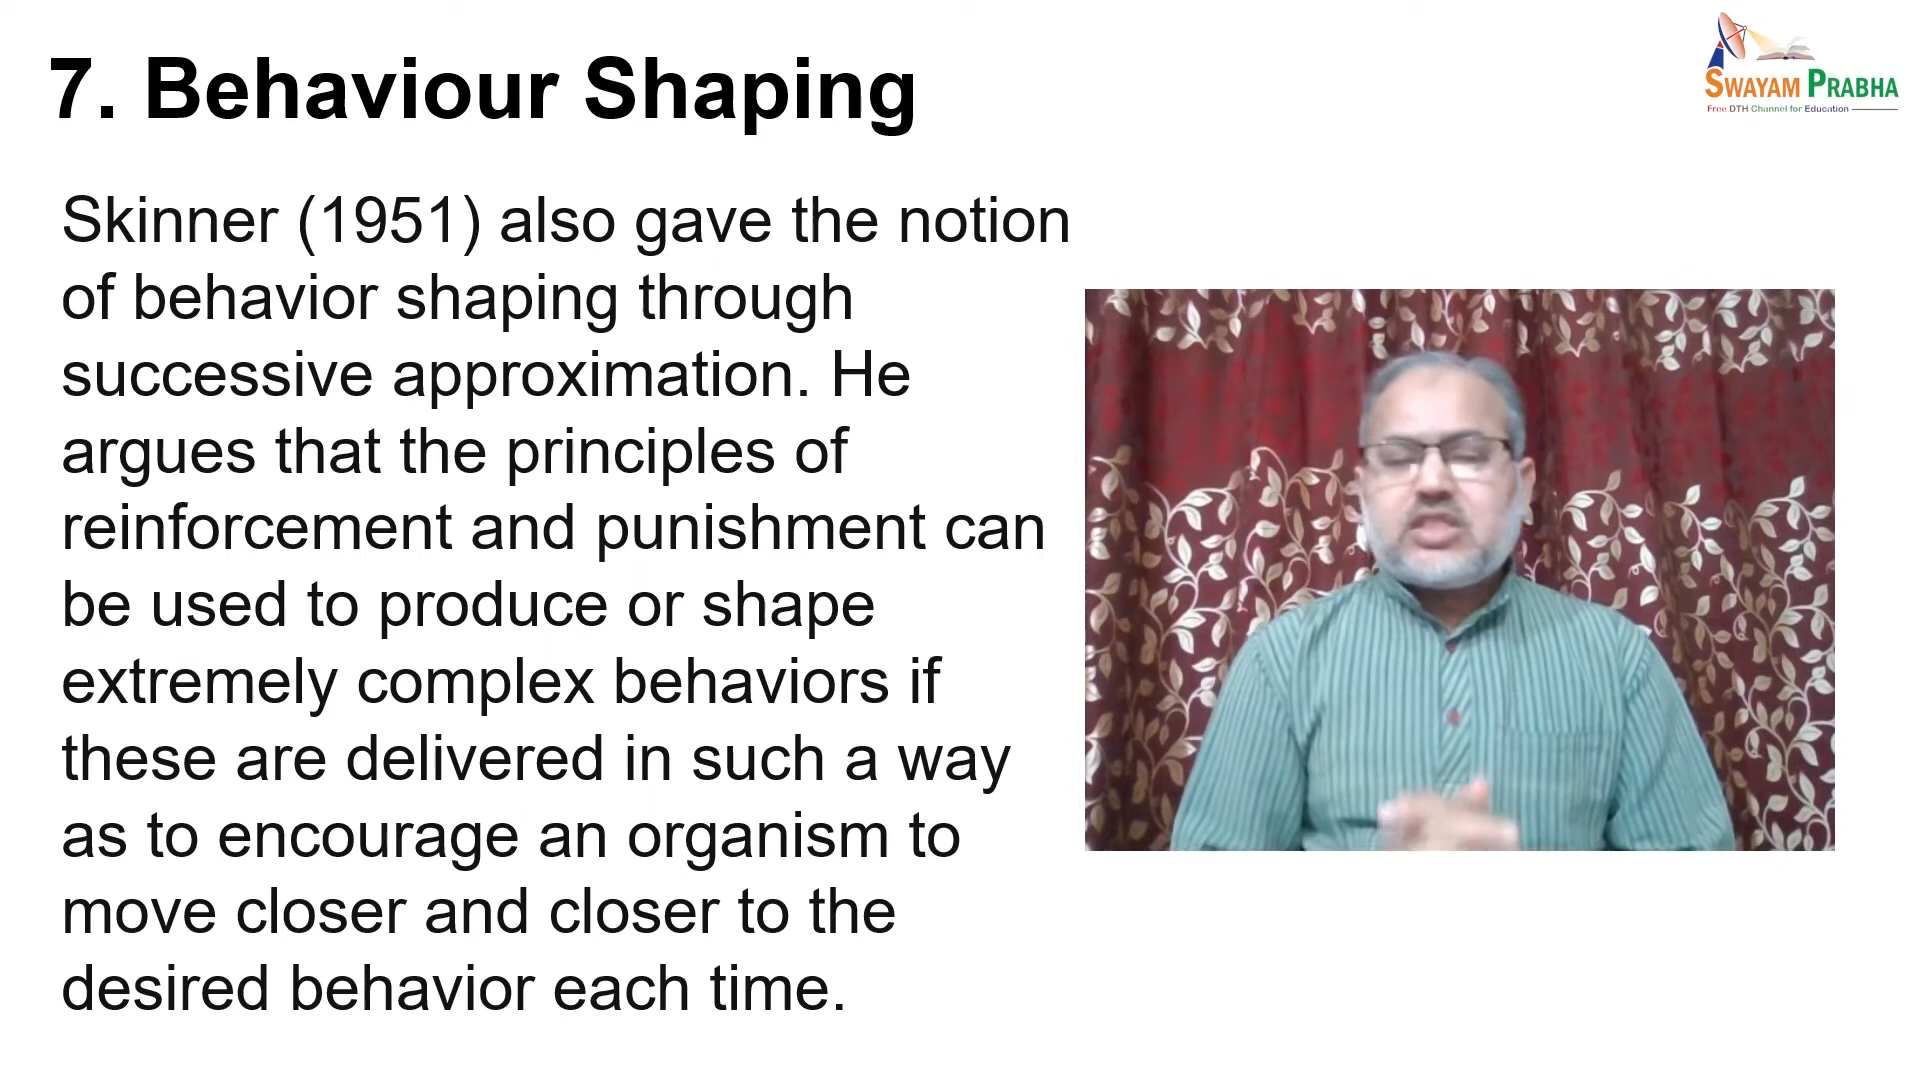 7. Behaviour Shaping
SWAYAM PRABHA
Free DTH Channel for Education
Skinner (1951) also gave the notion
of behavior shaping through
successive approximation. He
argues that the principles of
reinforcement and punishment can
be used to produce or shape
extremely complex behaviors if
these are delivered in such a way
as to encourage an organism to
move closer and closer to the
desired behavior each time.